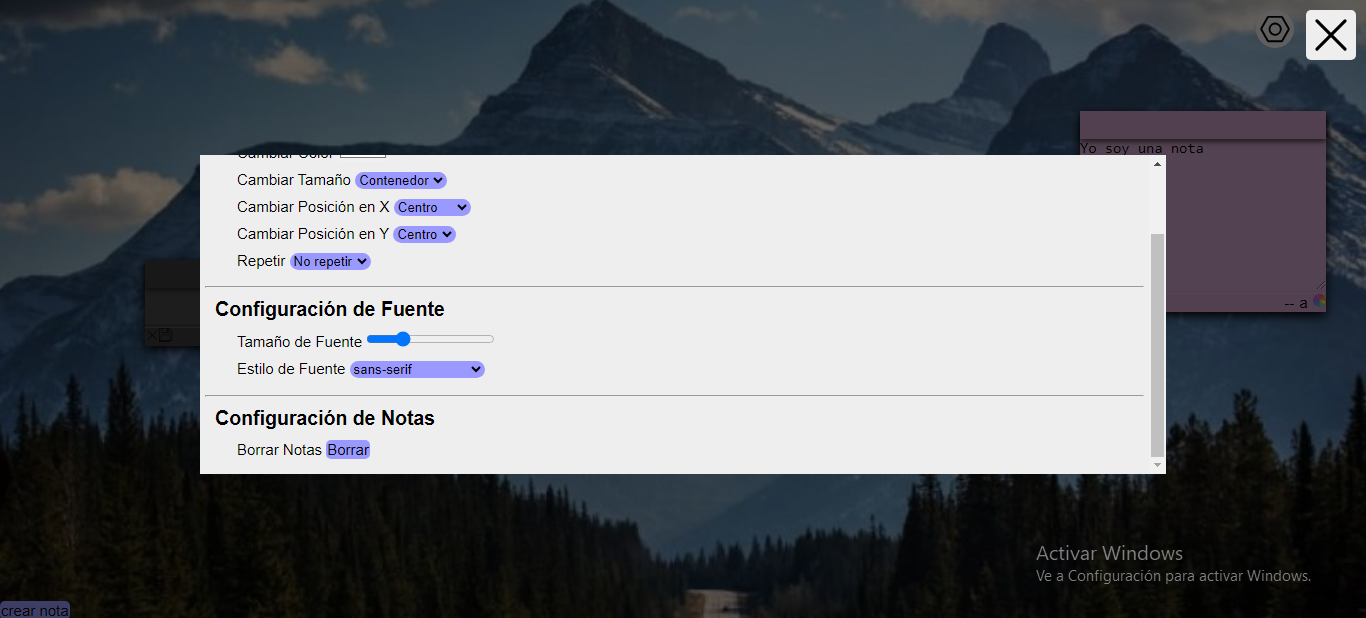 Yo soy una nota
Cambiar Color
Cambiar Tamaño Contenedor
Cambiar Posición en X Centro
Cambiar Posición en Y Centro
Repetir No repetir
-- a
Configuración de Fuente
Tamaño de Fuente
Estilo de Fuente sans-serif
Configuración de Notas
Borrar Notas Borrar
Activar Windows
Ve a Configuración para activar Windows.
crear nota